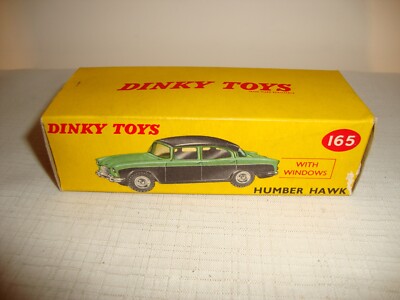 DINKY TOYS
DINKY TOYS
165
WITH
WINDOWS
HUMBER HAWK